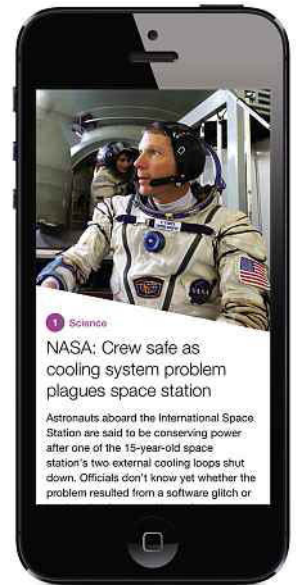 1 Science
NASA: Crew safe as
cooling system problem
plagues space station
Astronauts aboard the International Space
Station are said to be conserving power
after one of the 15-year-old space
station's two external cooling loops shut
down. Officials don't know yet whether the
problem resulted from a software glitch or